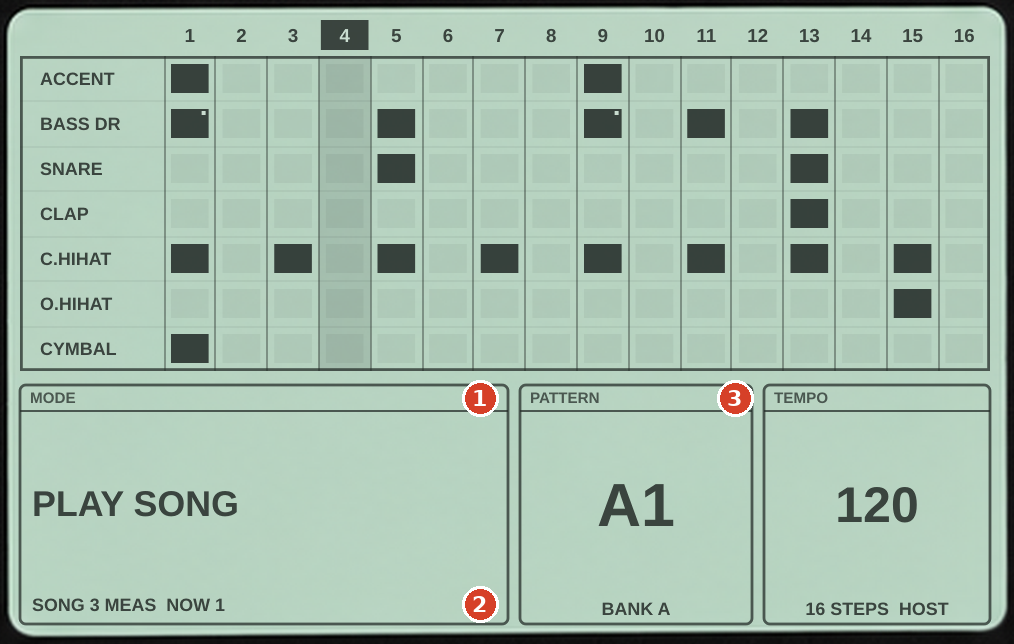 1 2 3 4 5 6 7 8 9 10 11 12 13 14 15 16
ACCENT
BASS DR
SNARE
CLAP
C.HIHAT
O.HIHAT
CYMBAL
MODE 1
PLAY SONG
SONG 3 MEAS NOW 1 2
PATTERN 3
A1
BANK A
TEMPO
120
16 STEPS HOST